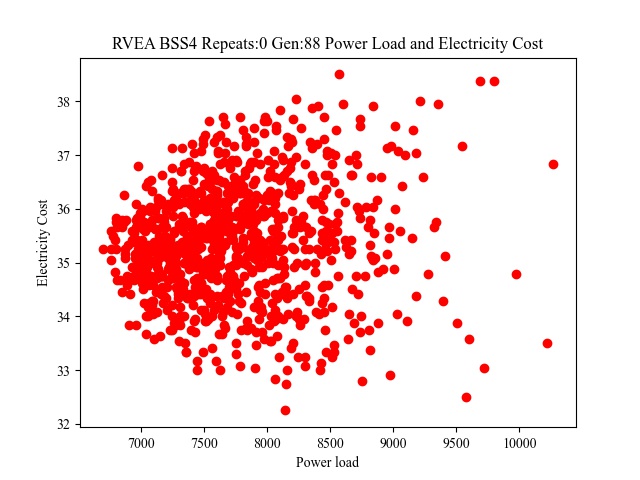 RVEA BSS4 Repeats:0 Gen:88 Power Load and Electricity Cost
38
37
36
35
34
33
32
Electricity Cost
7000 7500 8000 8500 9000 9500 10000
Power load